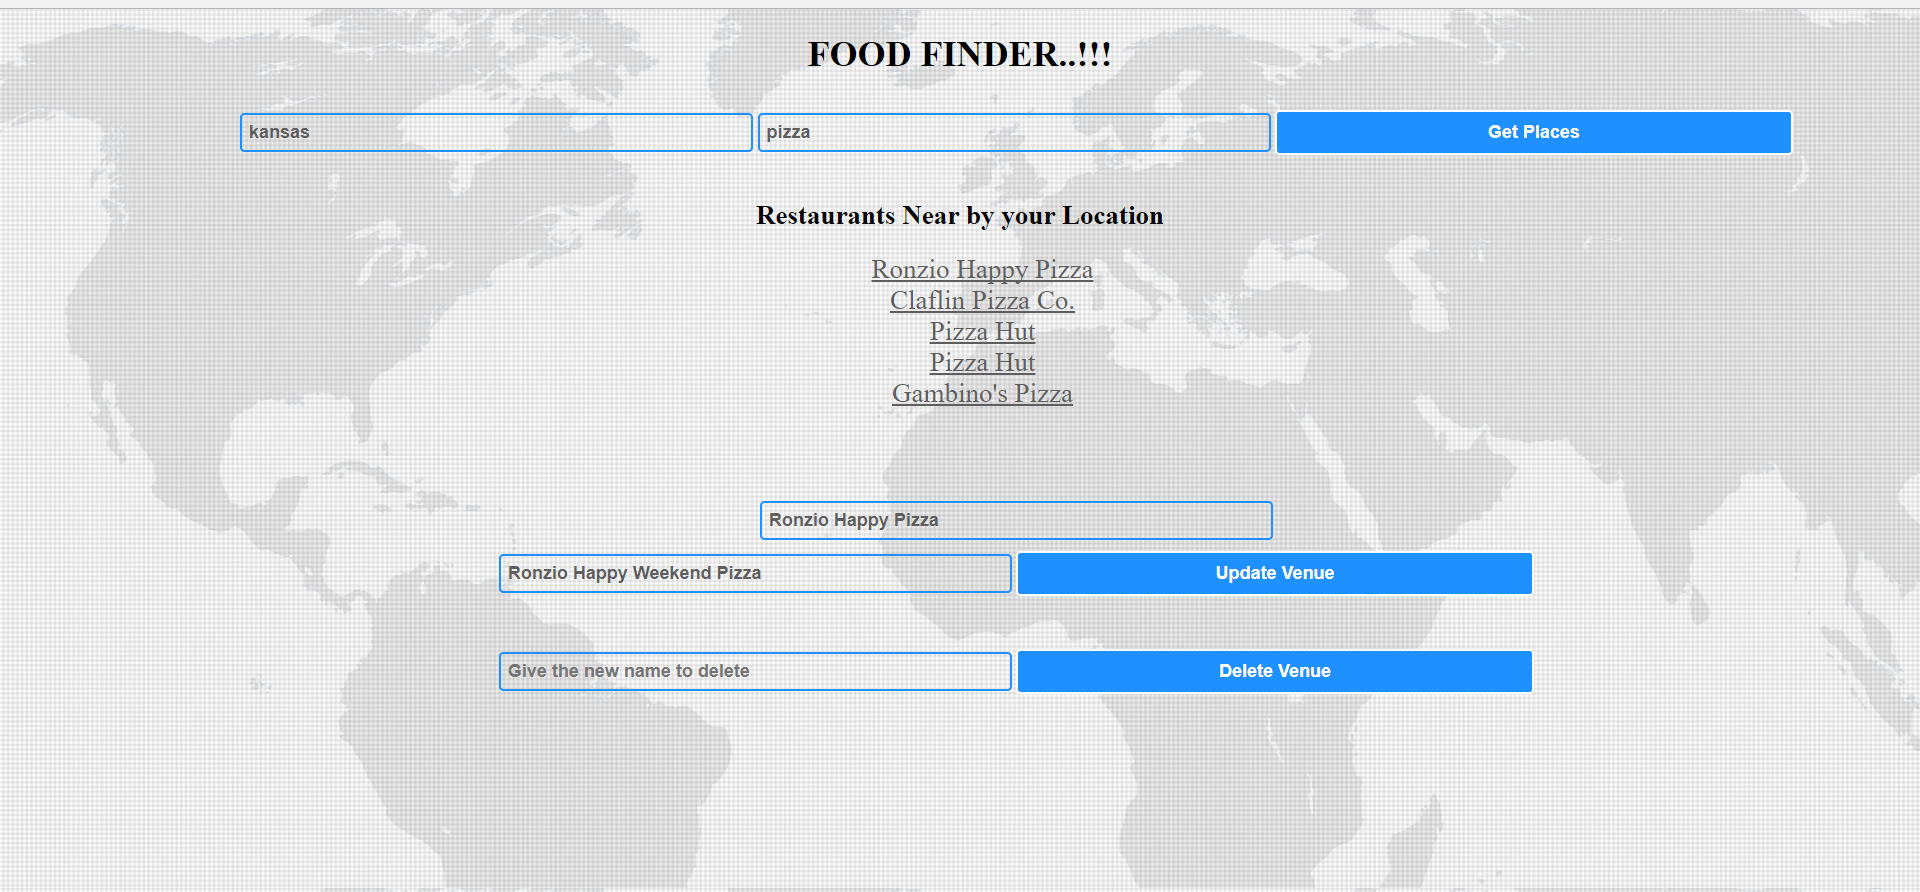 FOOD FINDER..!!!
kansas pizza Get Places
Restaurants Near by your Location
Ronzio Happy Pizza
Claflin Pizza Co.
Pizza Hut
Pizza Hut
Gambino's Pizza
Ronzio Happy Pizza
Ronzio Happy Weekend Pizza Update Venue
Give the new name to delete Delete Venue